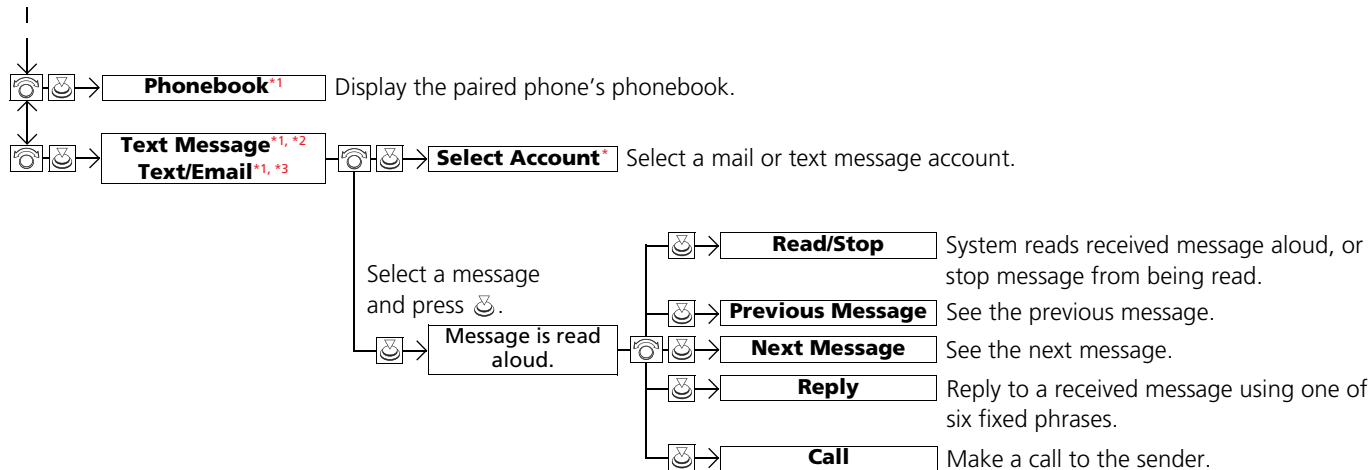 Phonebook*1 Display the paired phone's phonebook.
Text Message*1, *2
Text/Email*1, *3
Select Account* Select a mail or text message account.
Select a message
and press .
Message is read
aloud.
Read/Stop System reads received message aloud, or
stop message from being read.
Previous Message See the previous message.
Next Message See the next message.
Reply Reply to a received message using one of
six fixed phrases.
Call Make a call to the sender.